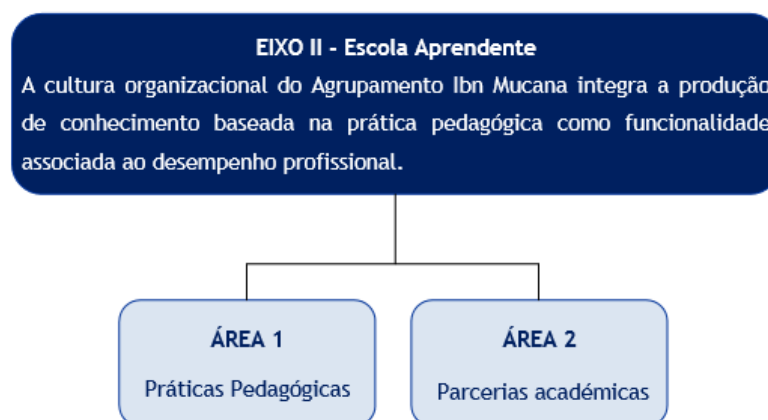 EIXO II - Escola Aprendente
A cultura organizacional do Agrupamento Ibn Mucana integra a produção
de conhecimento baseada na prática pedagógica como funcionalidade
associada ao desempenho profissional.
ÁREA 1
Práticas Pedagógicas
ÁREA 2
Parcerias académicas